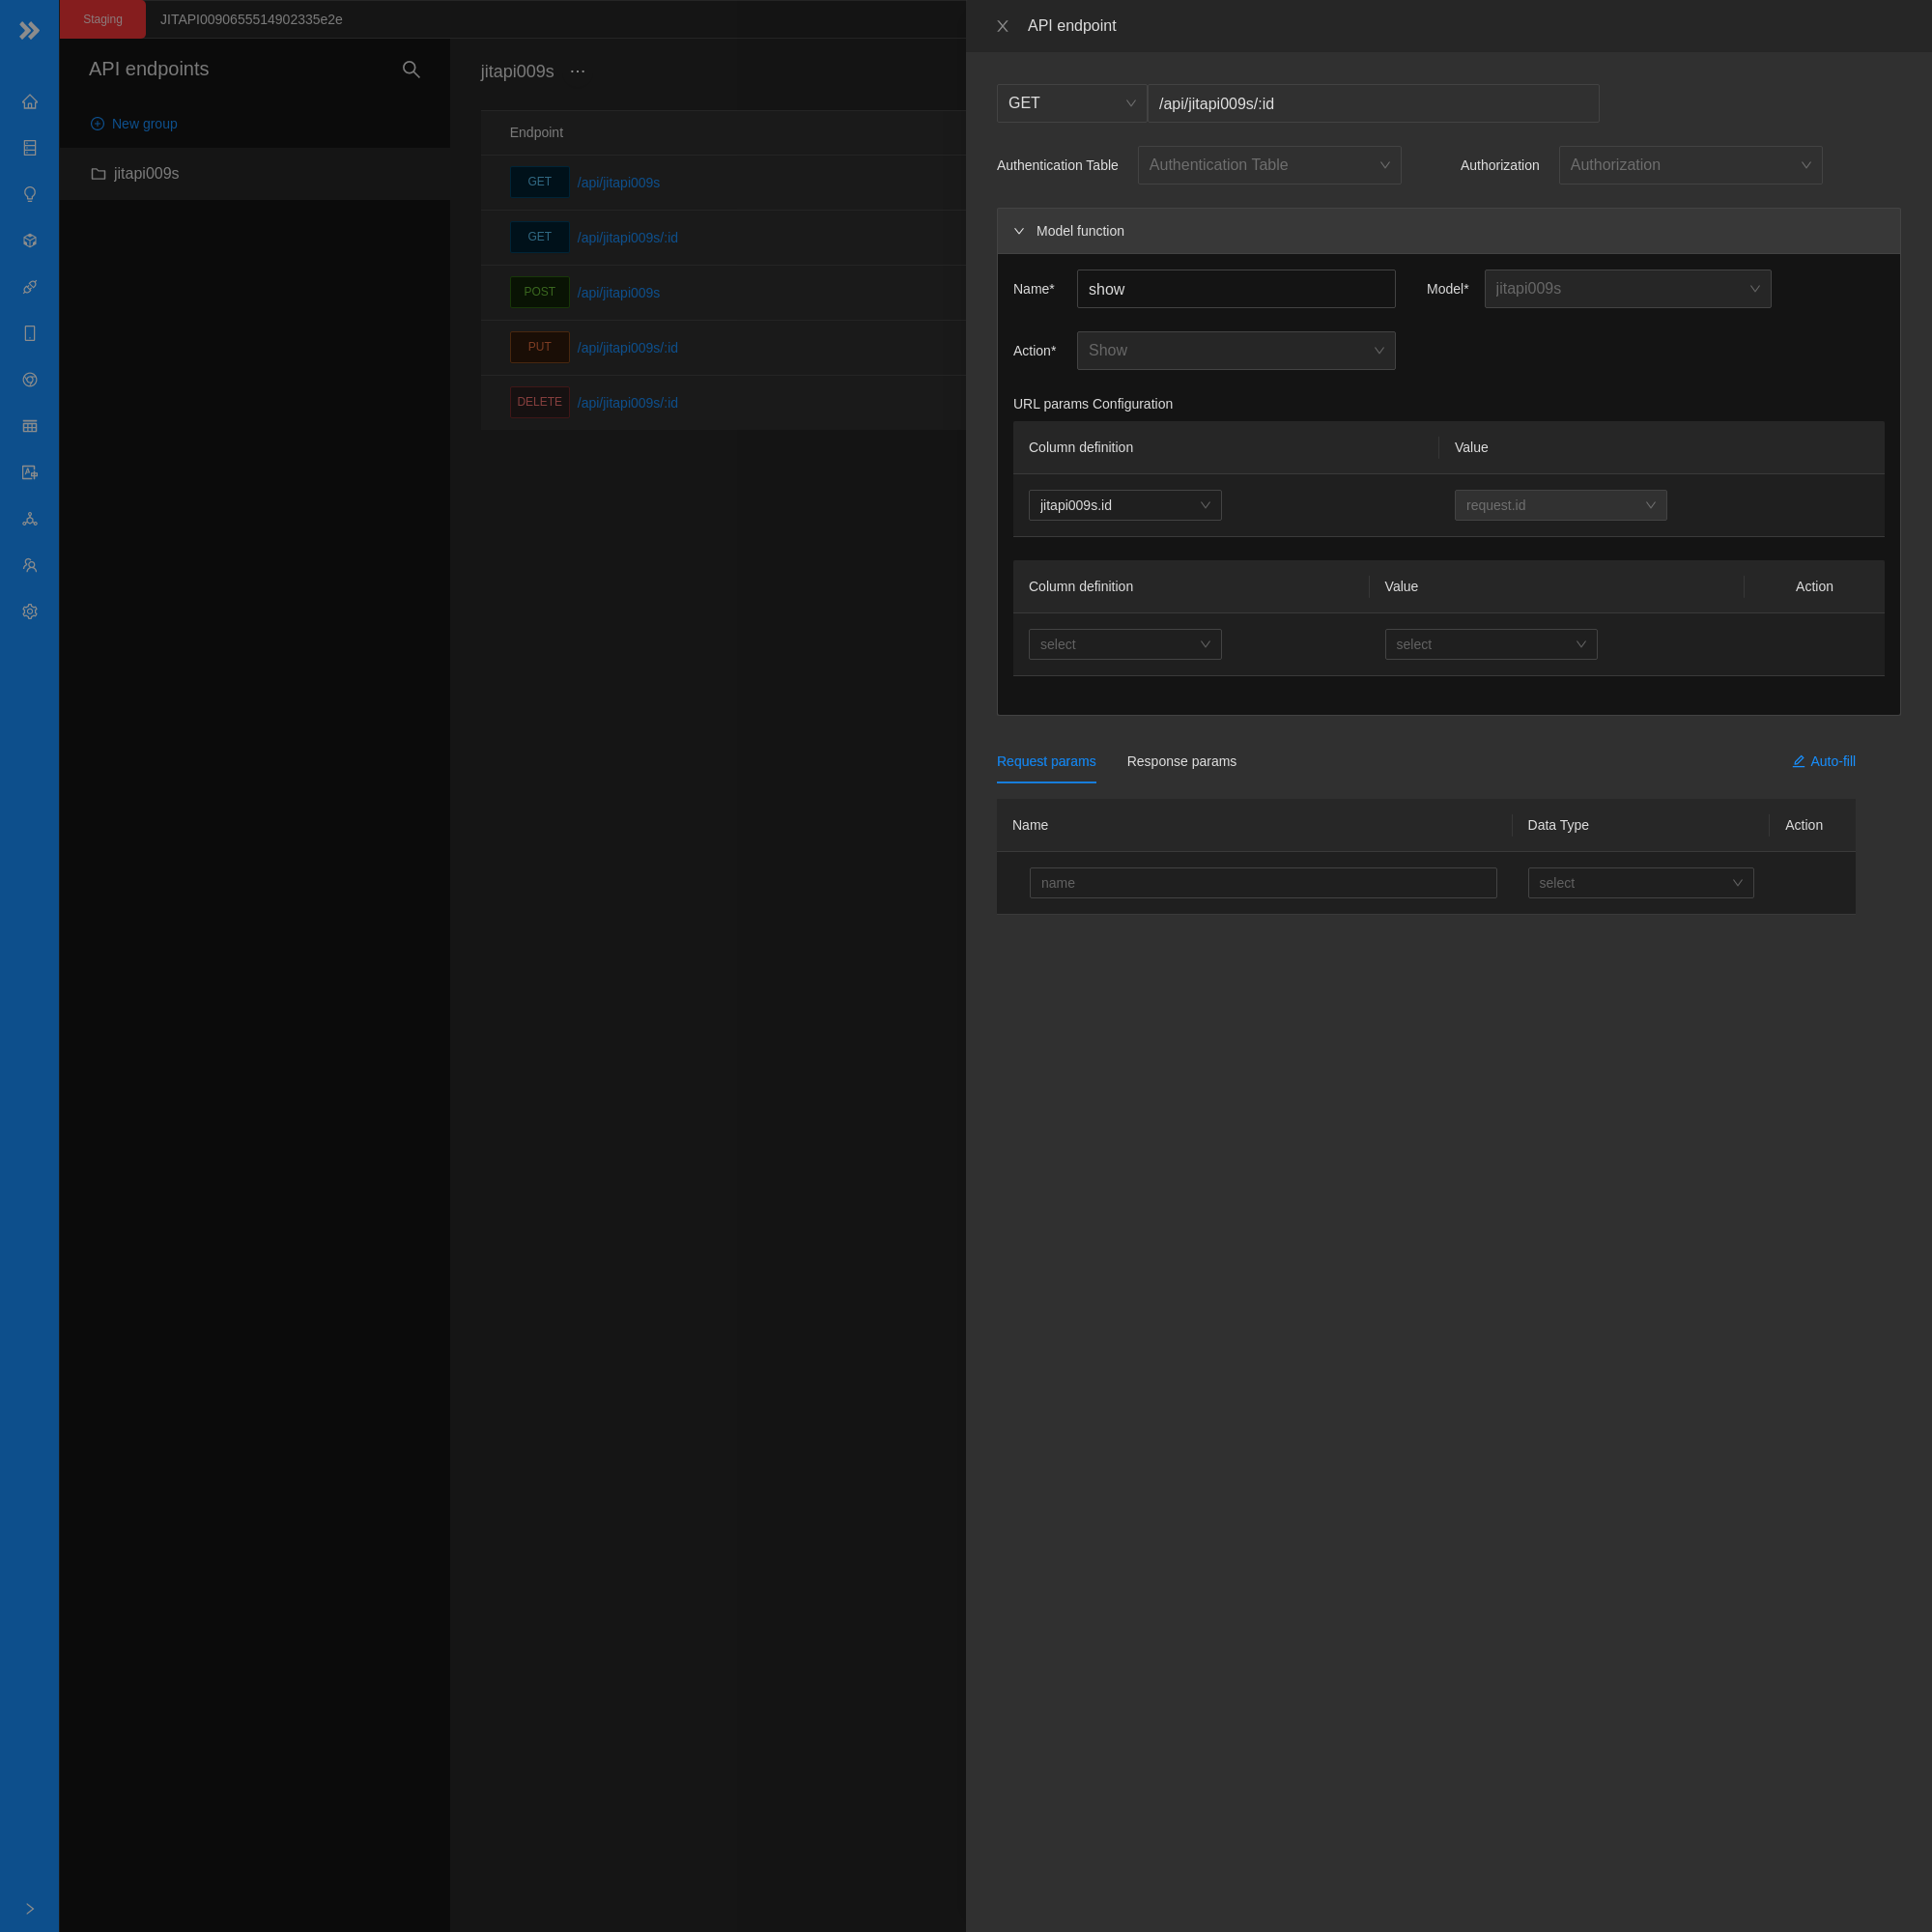 Staging JITAPI0090655514902335e2e
API endpoints
New group
jitapi009s
jitapi009s ...
Endpoint
GET /api/jitapi009s
GET /api/jitapi009s/:id
POST /api/jitapi009s
PUT /api/jitapi009s/:id
DELETE /api/jitapi009s/:id
API endpoint
GET /api/jitapi009s/:id
Authentication Table Authentication Table Authorization Authorization
Model function
Name* show Model* jitapi009s
Action* Show
URL params Configuration
Column definition Value
jitapi009s.id request.id
Column definition Value Action
select select
Request params Response params Auto-fill
Name Data Type Action
name select